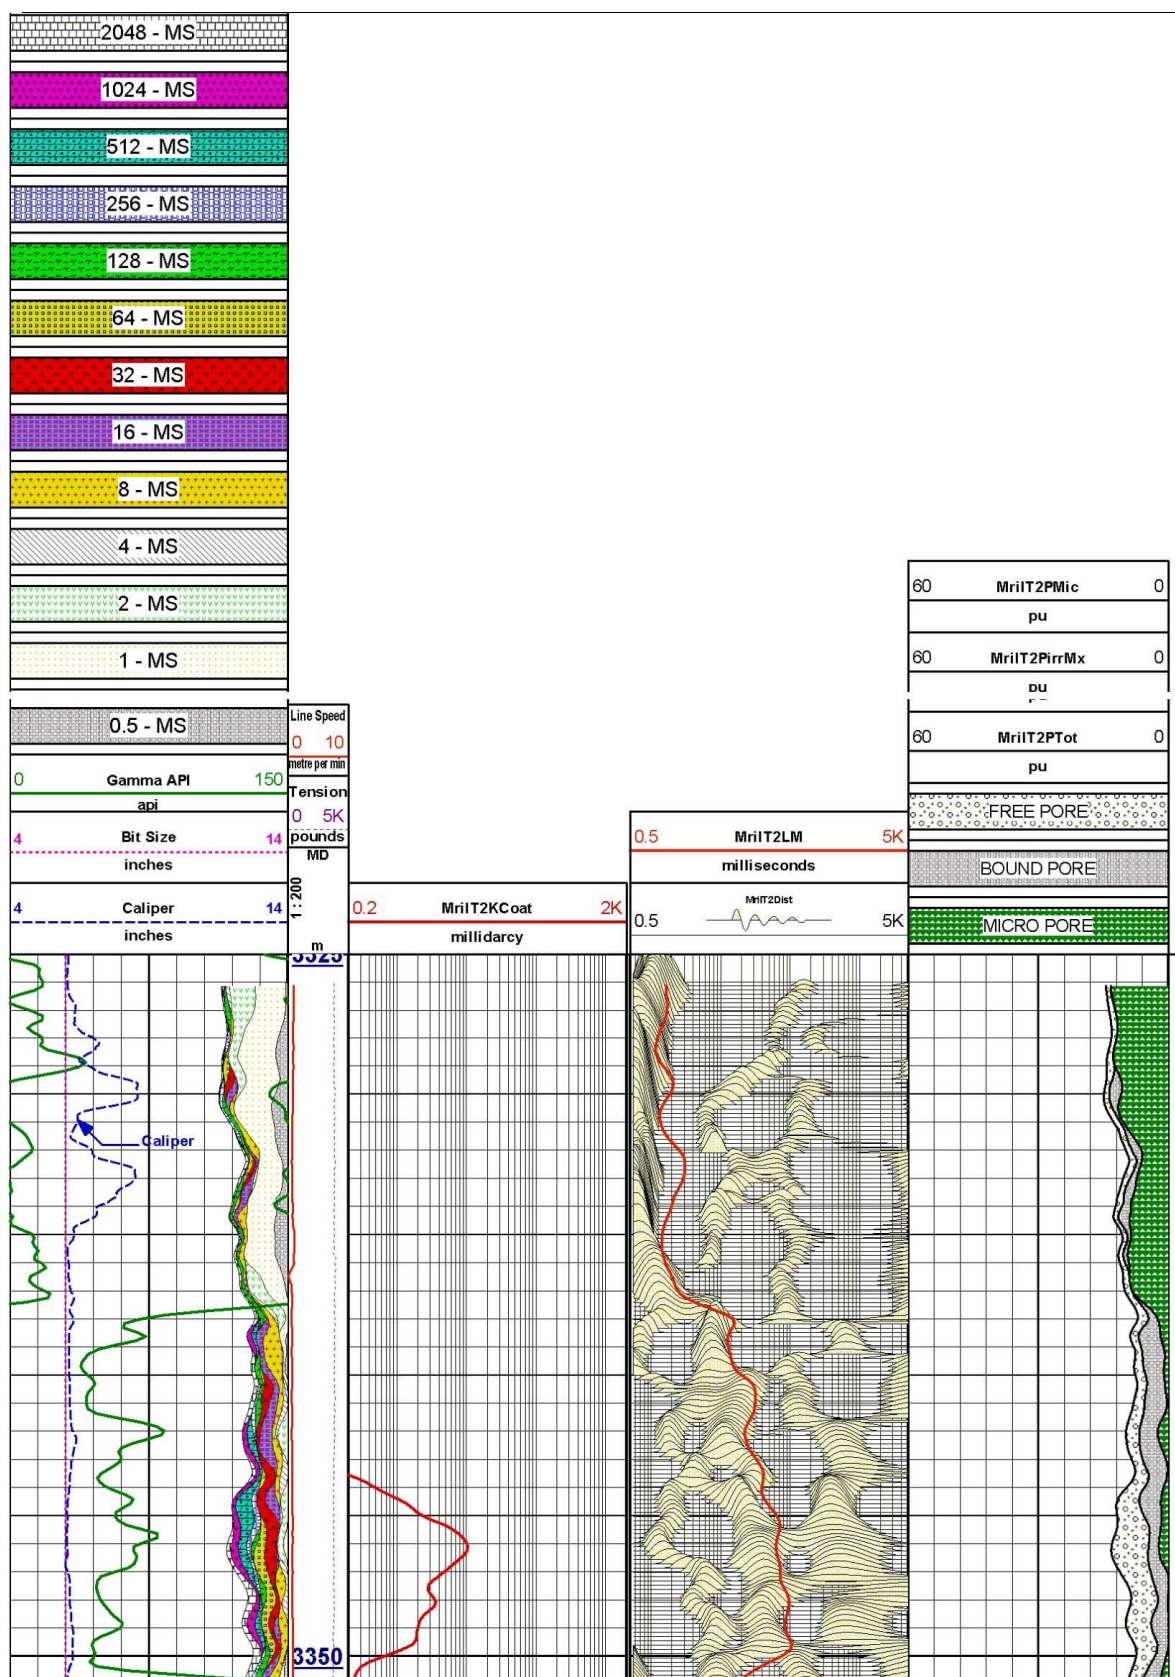 2048 - MS
1024 - MS
512 - MS
256 - MS
128 - MS
64 - MS
32 - MS
16 - MS
8 - MS
4 - MS
2 - MS
1 - MS
0.5 - MS
0 Gamma API 150
api
4 Bit Size 14
inches
4 Caliper 14
inches
Line Speed
0 10
metre per min
Tension
0 5K
pounds
MD
1 : 200
m
0.2 MrilT2KCoat 2K
millidarcy
0.5 MrilT2LM 5K
milliseconds
MrilT2Dist
0.5 5K
60 MrilT2PMic 0
pu
60 MrilT2PirrMx 0
pu
60 MrilT2PTot 0
pu
FREE PORE
BOUND PORE
MICRO PORE
3325
Caliper
3350